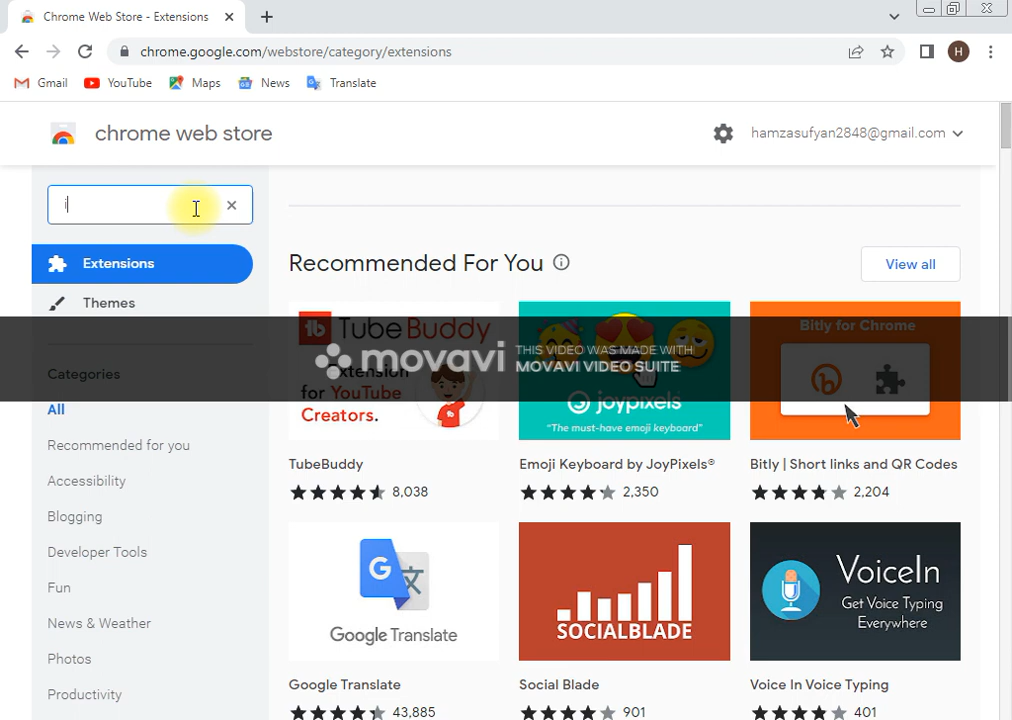 Chrome Web Store - Extensions
chrome.google.com/webstore/category/extensions
H
Gmail YouTube Maps News Translate
chrome web store
hamzasufyan2848@gmail.com
i
Extensions
Themes
Categories
All
Recommended for you
Accessibility
Blogging
Developer Tools
Fun
News & Weather
Photos
Productivity
Recommended For You
View all
TubeBuddy
Extension
for YouTube
Creators.
joypixels
"The must-have emoji keyboard"
Bitly for Chrome
movavi
THIS VIDEO WAS MADE WITH
MOVAVI VIDEO SUITE
TubeBuddy
8,038
Emoji Keyboard by JoyPixels®
2,350
Bitly | Short links and QR Codes
2,204
Google Translate
SOCIALBLADE
VoiceIn
Get Voice Typing
Everywhere
Google Translate
43,885
Social Blade
901
Voice In Voice Typing
401